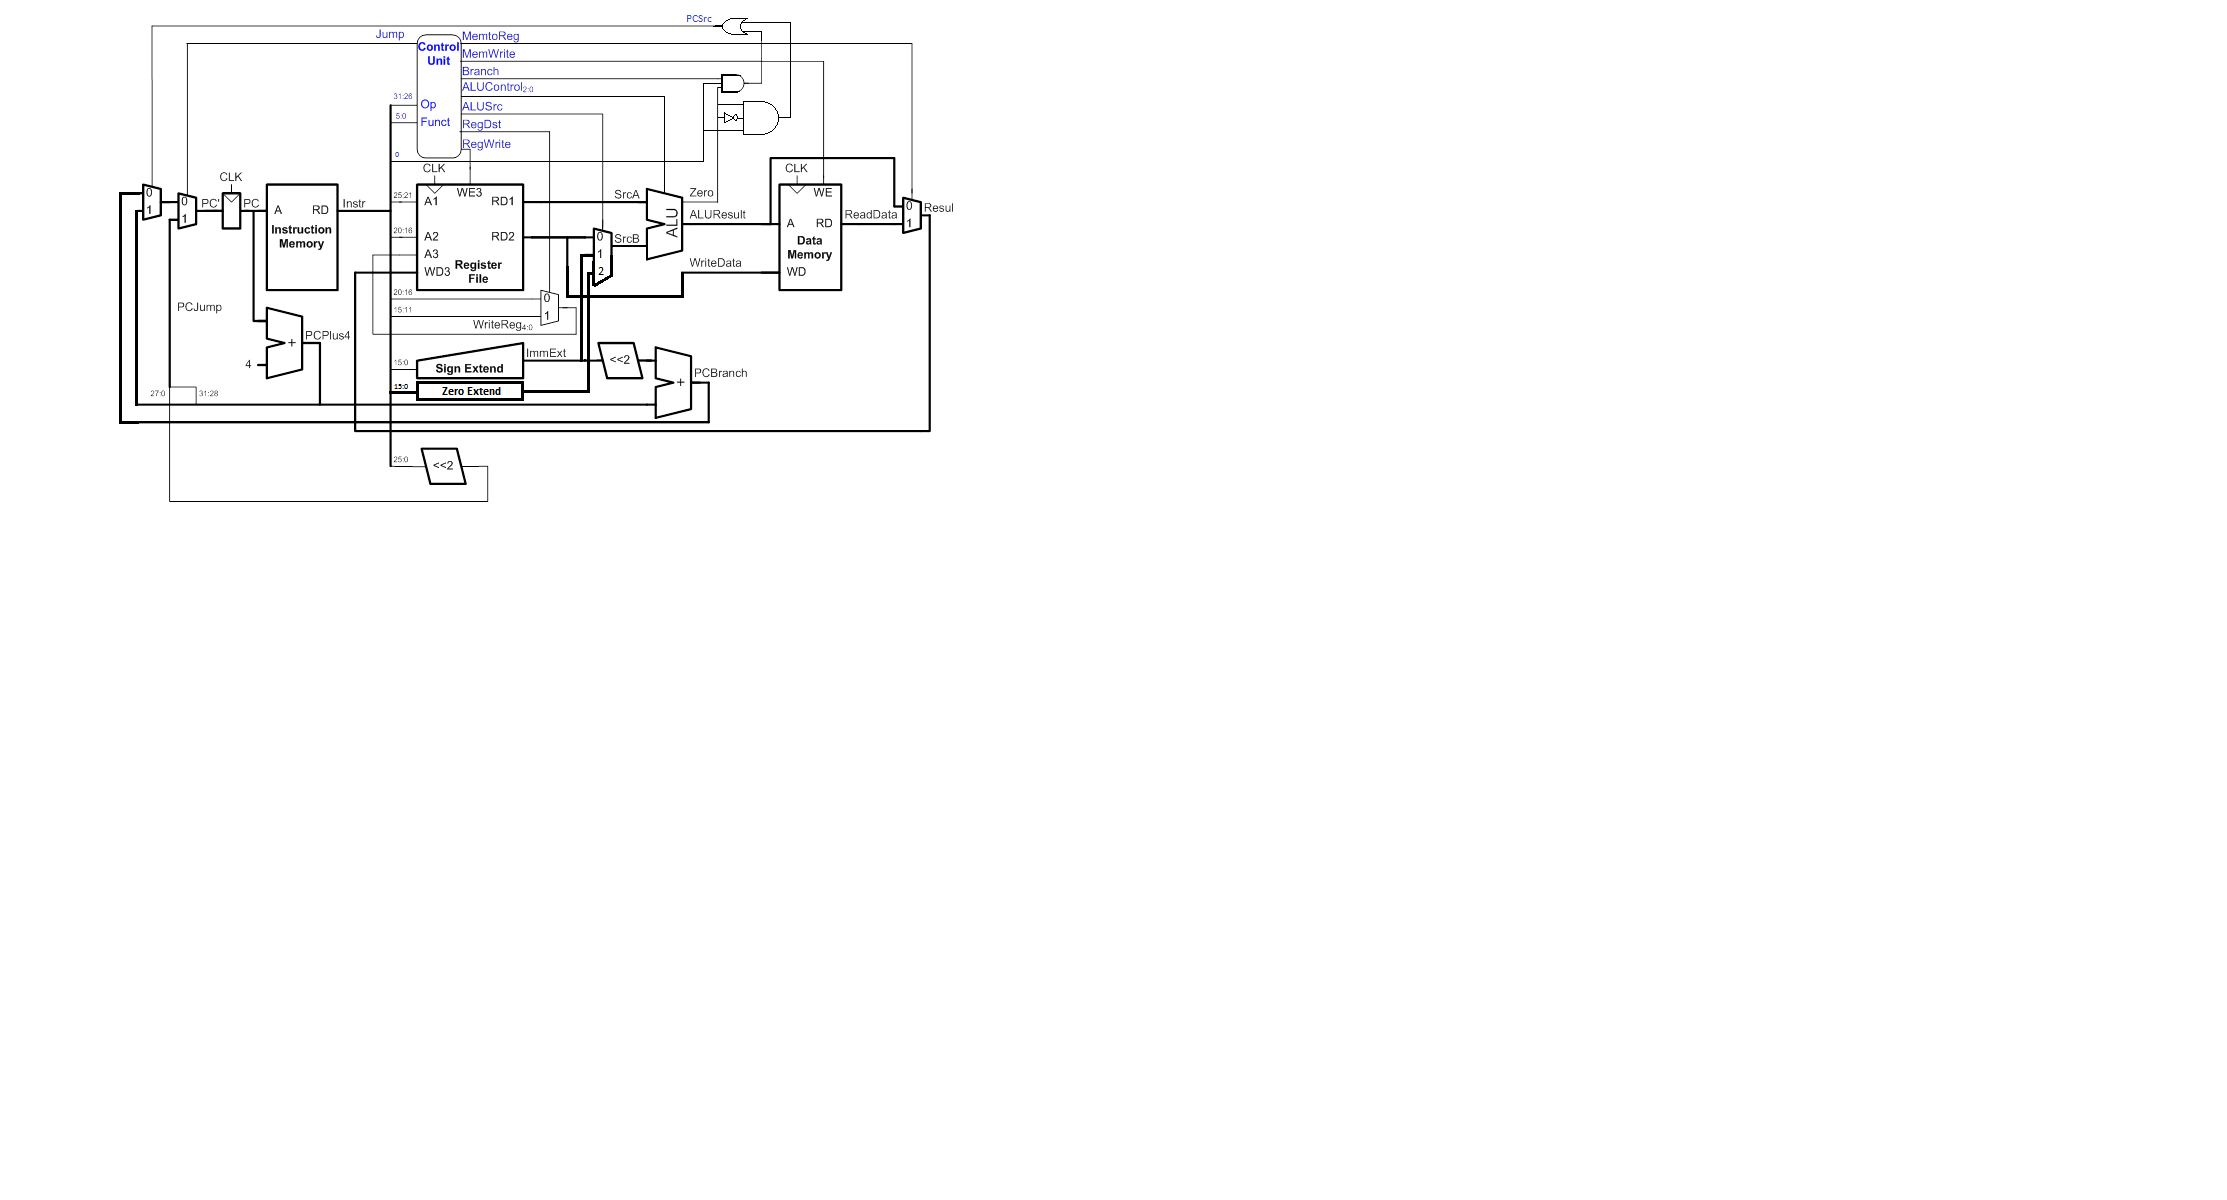 PCSrc
Jump
Control
Unit
MemtoReg
MemWrite
Branch
ALUControl2:0
ALUSrc
RegDst
RegWrite
31:26
Op
5:0
Funct
0
CLK
CLK
CLK
0
1
0
1
PC'
PC
A
RD
Instruction
Memory
Instr
25:21
A1
WE3
RD1
20:16
A2
RD2
A3
WD3
Register
File
SrcA
SrcB
0
1
2
ALU
Zero
ALUResult
WriteData
A
WE
RD
Data
Memory
WD
ReadData
0
1
Resul
20:16
15:11
0
1
WriteReg4:0
PCJump
+
PCPlus4
4
15:0
Sign Extend
ImmExt
<<2
+
PCBranch
15:0
Zero Extend
27:0
31:28
25:0
<<2